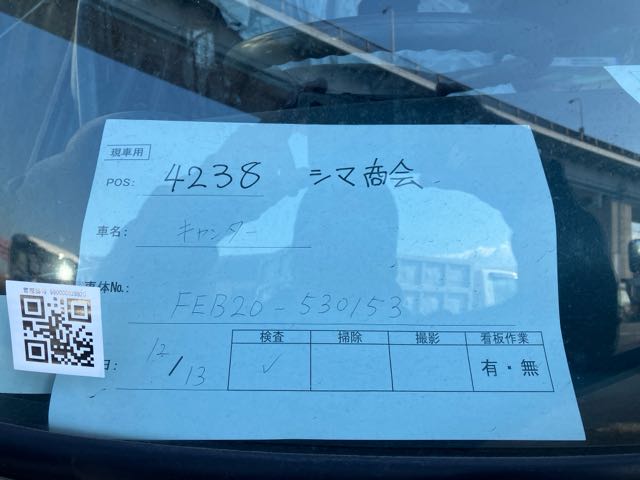 現車用
POS: 4238 シマ商会
車名: キャンター
車体No.:
FEB20-530153
検査 掃除 撮影 看板作業
日: 12/13 ✓ 有・無